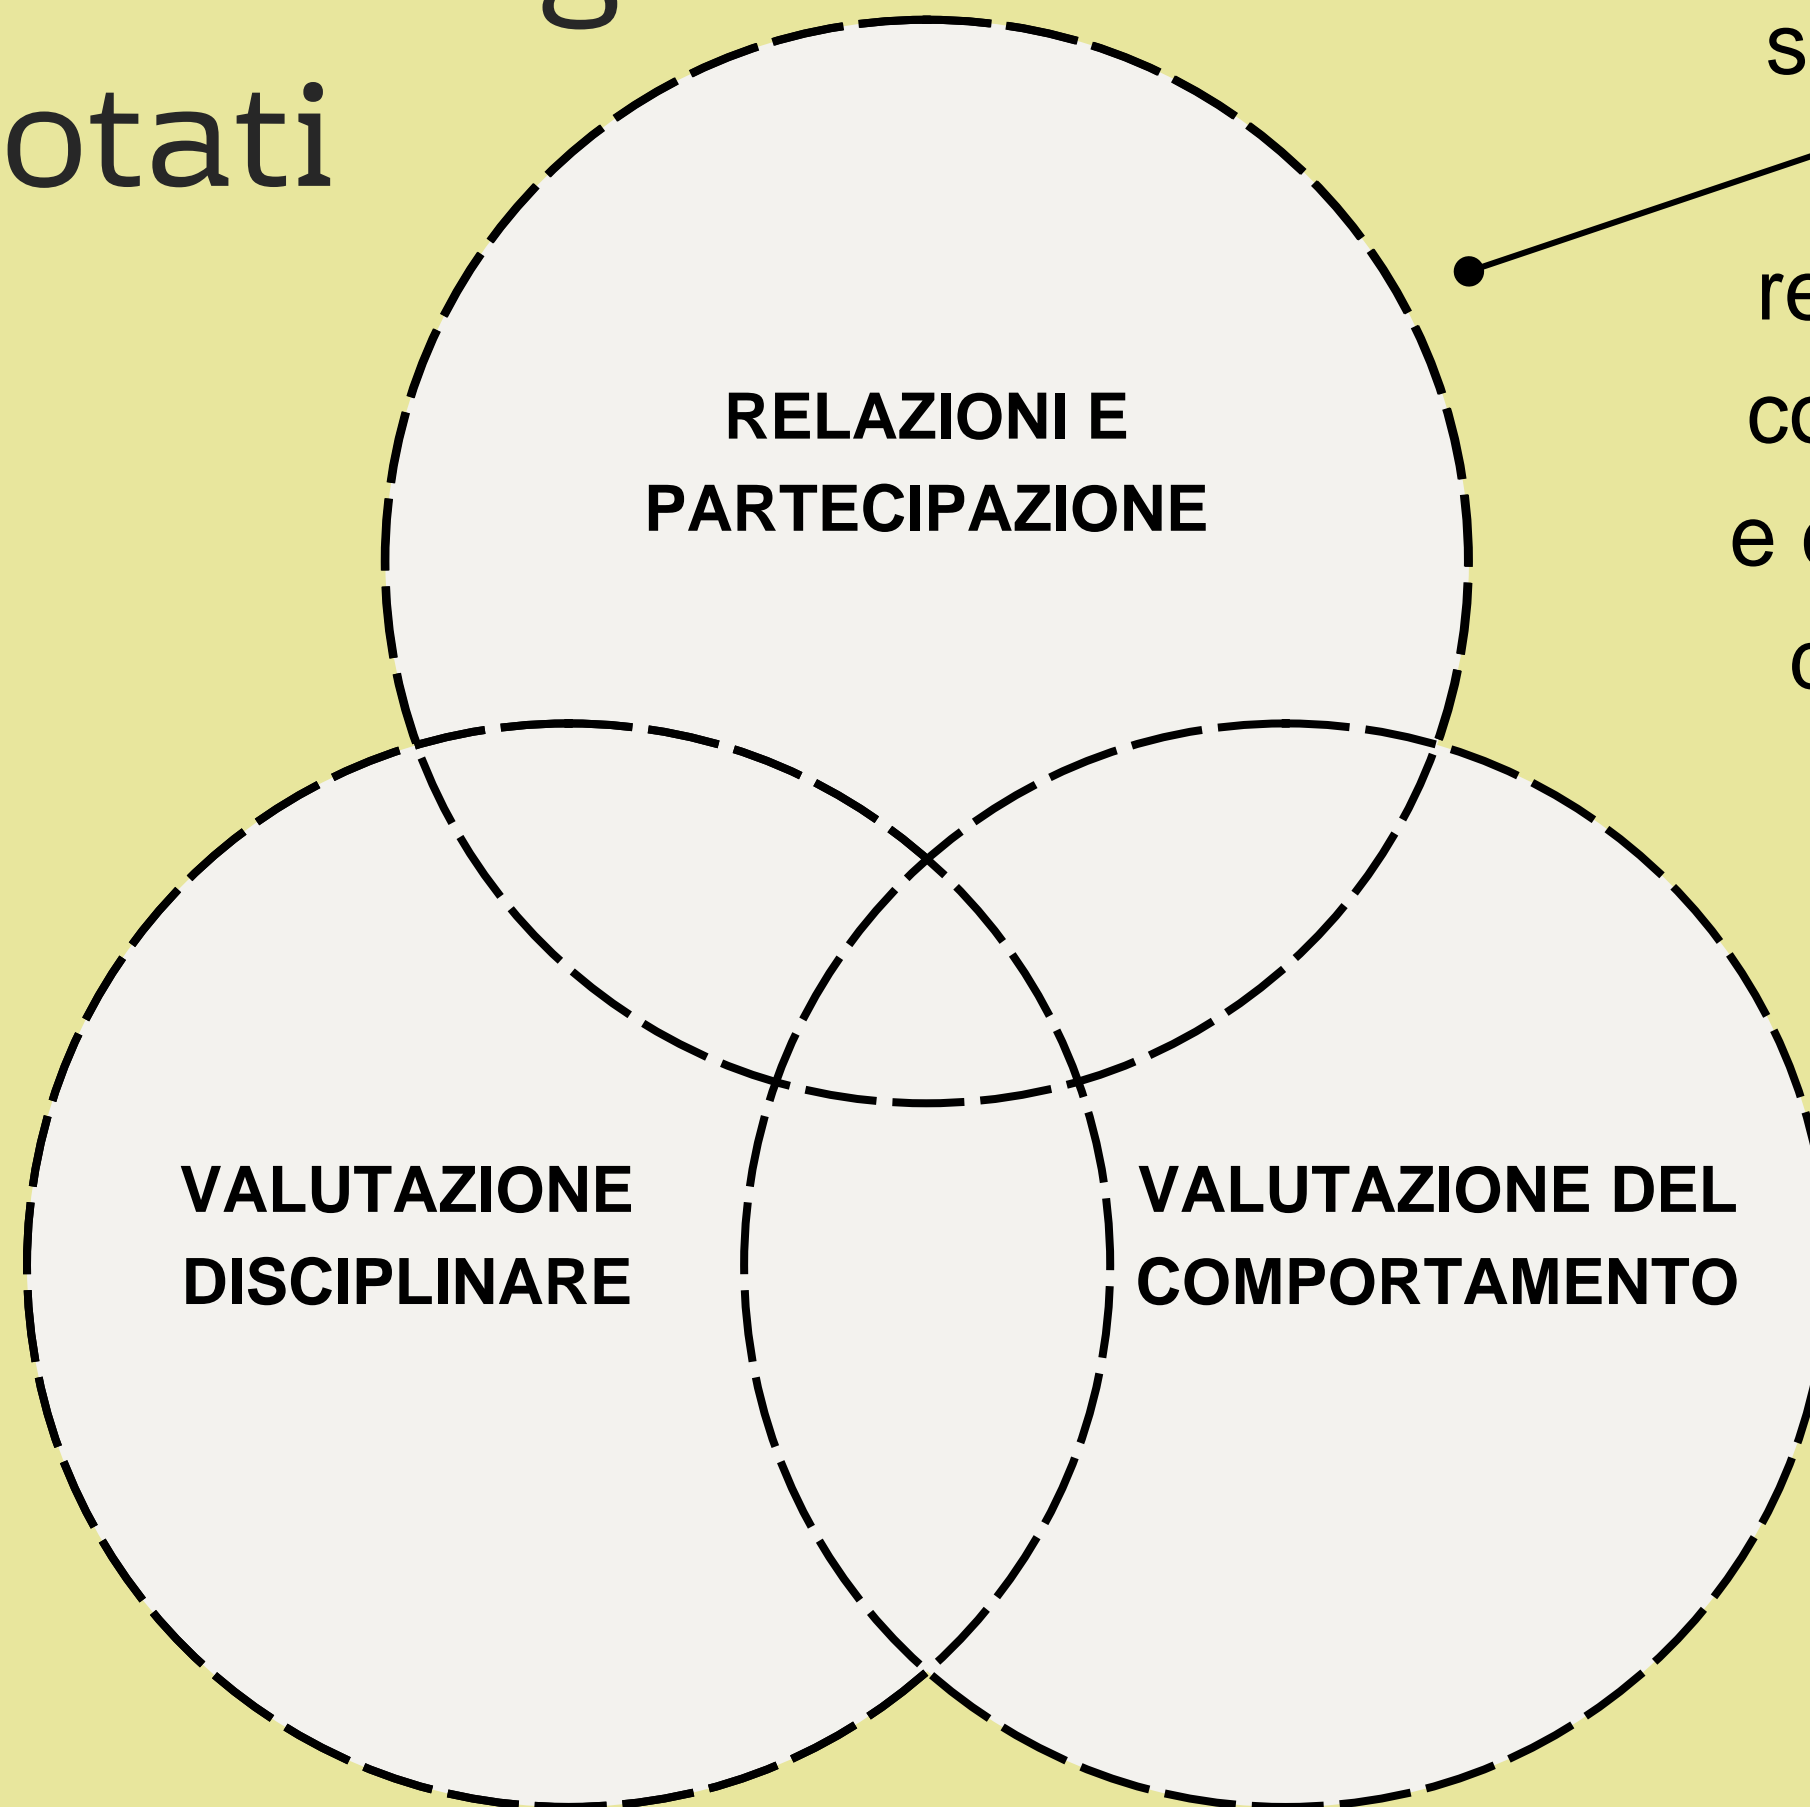 otati
RELAZIONI E
PARTECIPAZIONE
e
VALUTAZIONE
DISCIPLINARE
VALUTAZIONE DEL
COMPORTAMENTO